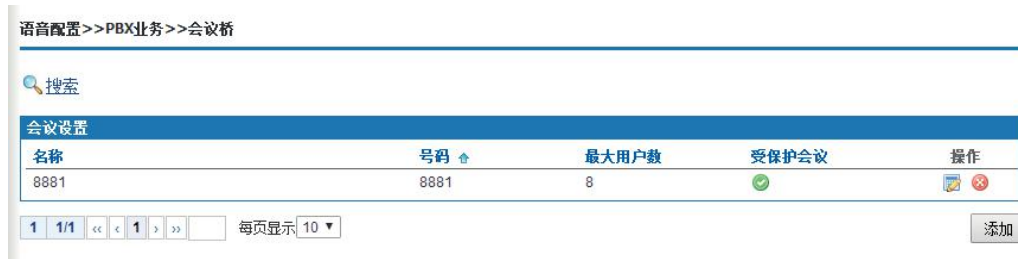 语音配置>>PBX业务>>会议桥
搜索
会议设置
名称 号码 最大用户数 受保护会议 操作
8881 8881 8
1 1/1 ‹‹ ‹ 1 › ›› 每页显示 10 添加